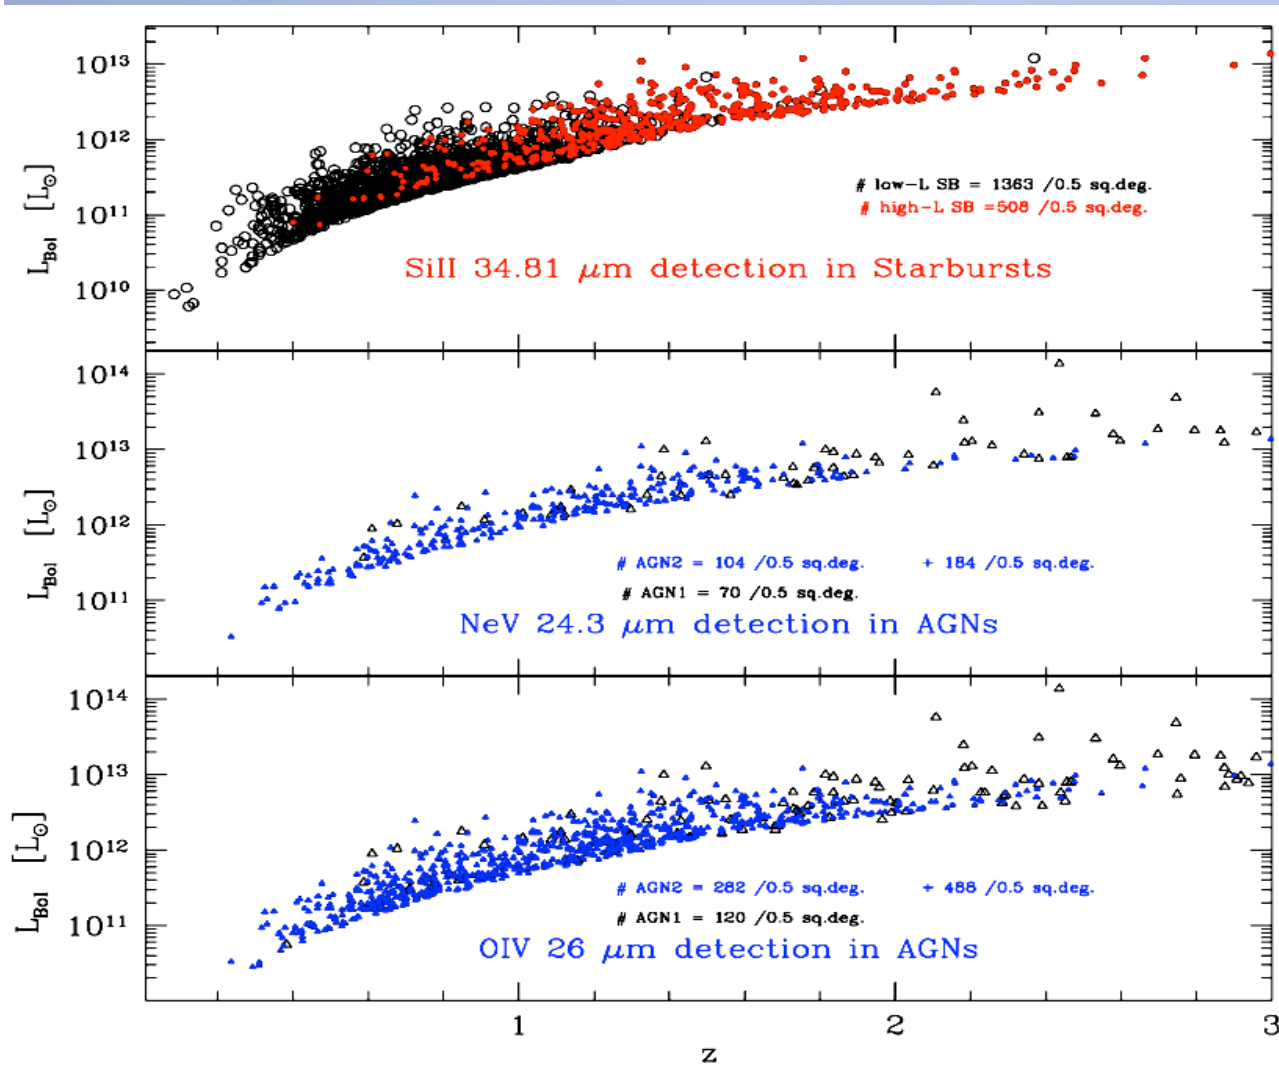 10¹³
10¹²
10¹¹
10¹⁰
L_Bol [L⊙]
# low-L SB = 1363 /0.5 sq.deg.
# high-L SB =508 /0.5 sq.deg.
SiII 34.81 μm detection in Starbursts
10¹⁴
10¹³
10¹²
10¹¹
L_Bol [L⊙]
# AGN2 = 104 /0.5 sq.deg. + 184 /0.5 sq.deg.
# AGN1 = 70 /0.5 sq.deg.
NeV 24.3 μm detection in AGNs
10¹⁴
10¹³
10¹²
10¹¹
L_Bol [L⊙]
# AGN2 = 282 /0.5 sq.deg. + 488 /0.5 sq.deg.
# AGN1 = 120 /0.5 sq.deg.
OIV 26 μm detection in AGNs
1 2 3
z